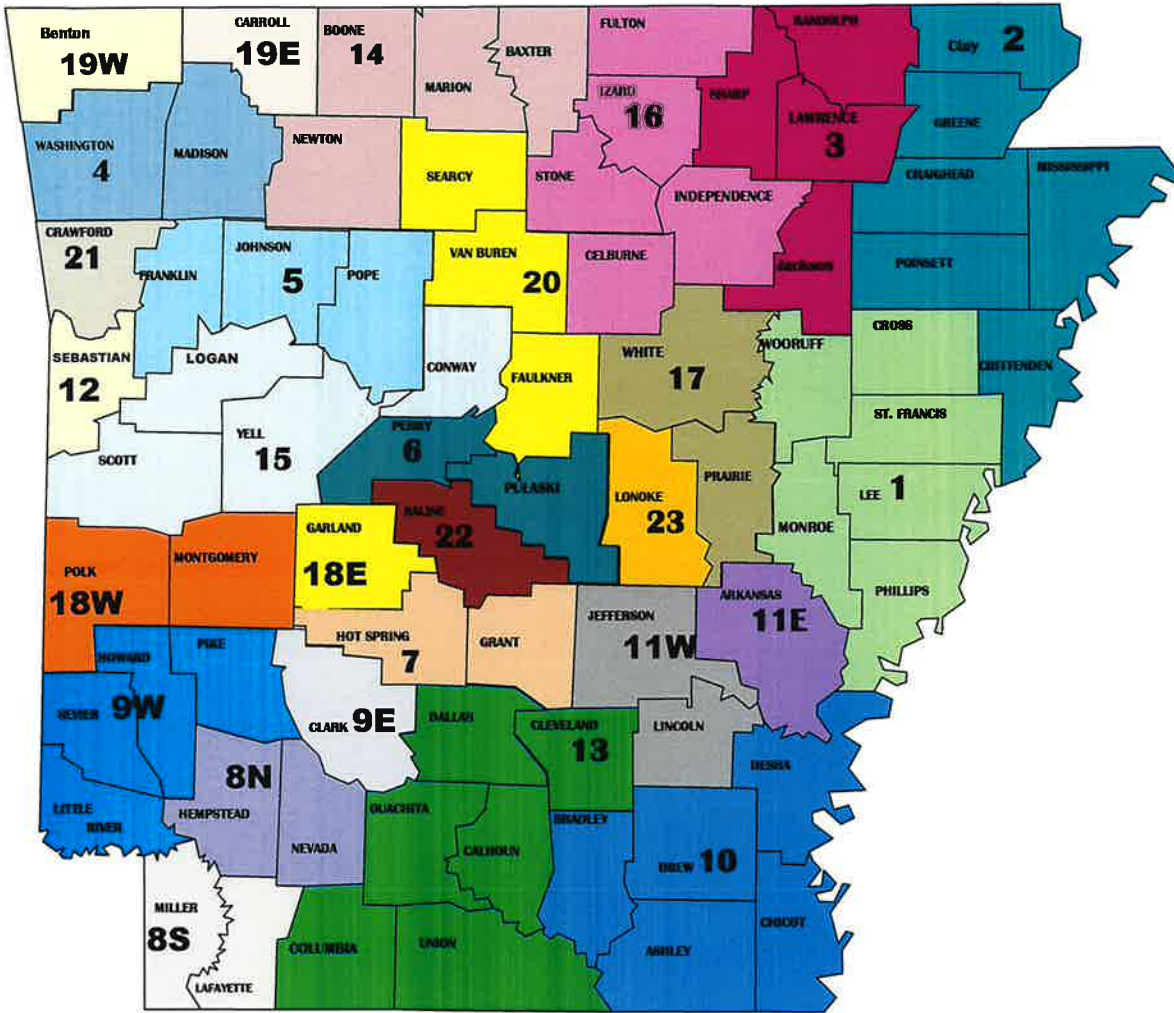 CARROLL
BOONE
FULTON
RANDOLPH
Benton
19W
19E
14
MARION
BAXTER
Clay 2
IZARD
16
SHARP
LAWRENCE
3
GREENE
WASHINGTON
4
MADISON
NEWTON
SEARCY
STONE
INDEPENDENCE
CRAIGHEAD
MISSISSIPPI
CRAWFORD
21
FRANKLIN
JOHNSON
5
POPE
VAN BUREN
20
CELBURNE
Jackson
POINSETT
SEBASTIAN
12
LOGAN
CONWAY
FAULKNER
WHITE
17
WOORUFF
CROSS
CRITTENDEN
SCOTT
YELL
15
PERRY
6
PULASKI
LONOKE
23
PRAIRIE
ST. FRANCIS
LEE 1
MONROE
PHILLIPS
POLK
18W
MONTGOMERY
GARLAND
18E
SALINE
22
HOT SPRING
7
GRANT
JEFFERSON
11W
ARKANSAS
11E
HOWARD
PIKE
SEVIER 9W
CLARK 9E
DALLAS
CLEVELAND
13
LINCOLN
DESHA
LITTLE
RIVER
8N
HEMPSTEAD
NEVADA
OUACHITA
CALHOUN
BRADLEY
DREW 10
CHICOT
MILLER
8S
LAFAYETTE
COLUMBIA
UNION
ASHLEY